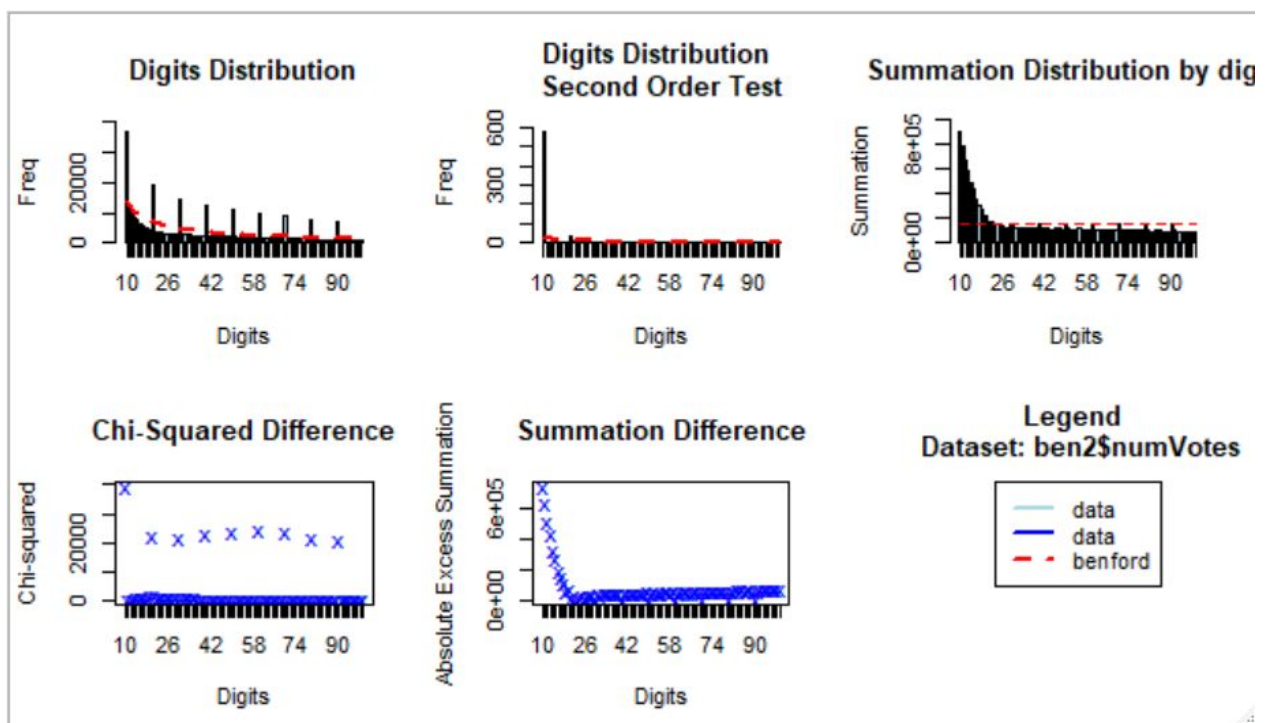 Digits Distribution
Freq
20000
0
10 26 42 58 74 90
Digits
Digits Distribution
Second Order Test
Freq
600
300
0
10 26 42 58 74 90
Digits
Summation Distribution by dig
Summation
8e+05
0e+00
10 26 42 58 74 90
Digits
Chi-Squared Difference
Chi-squared
20000
0
10 26 42 58 74 90
Digits
Summation Difference
Absolute Excess Summation
6e+05
0e+00
10 26 42 58 74 90
Digits
Legend
Dataset: ben2$numVotes
data
data
benford